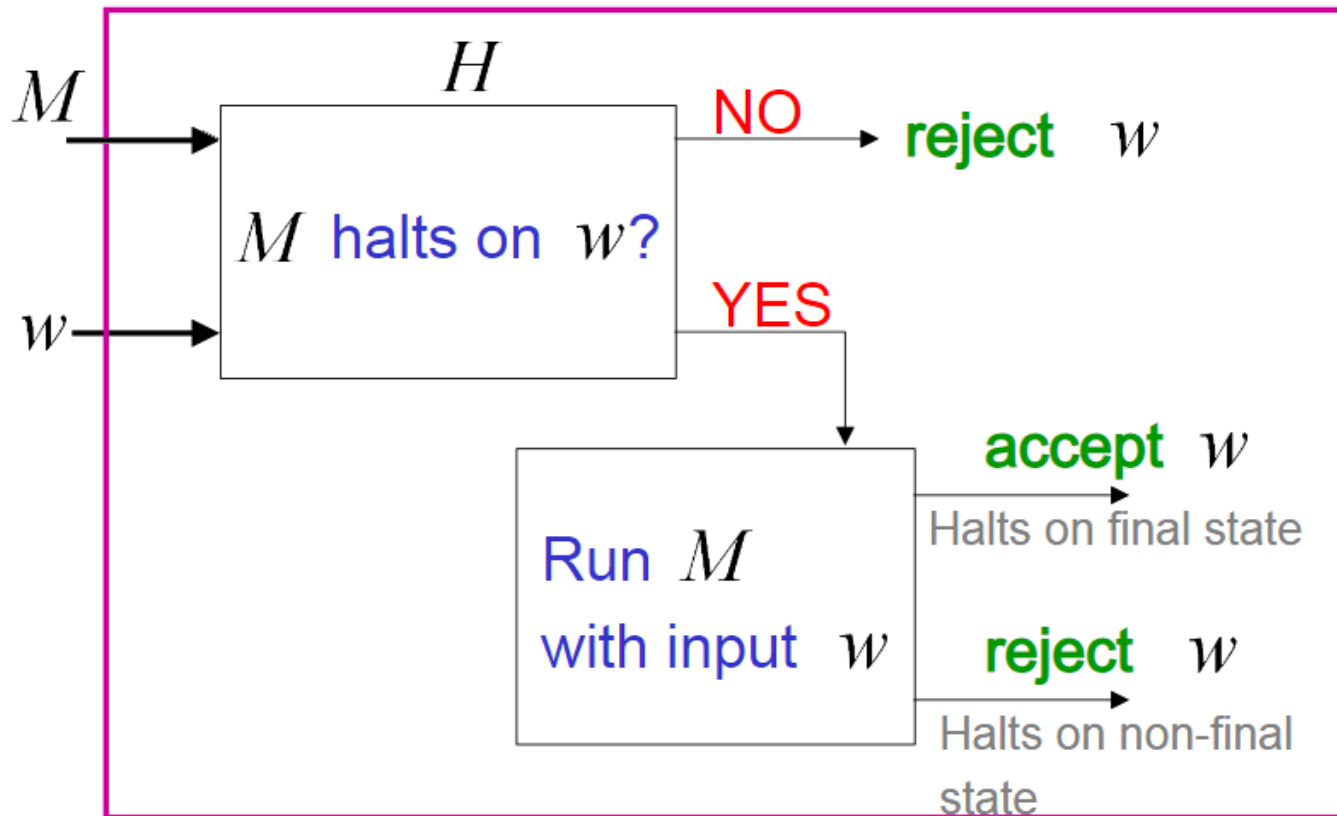 H
M
NO
reject w
M halts on w?
YES
w
accept w
Halts on final state
Run M
with input w
reject w
Halts on non-final
state